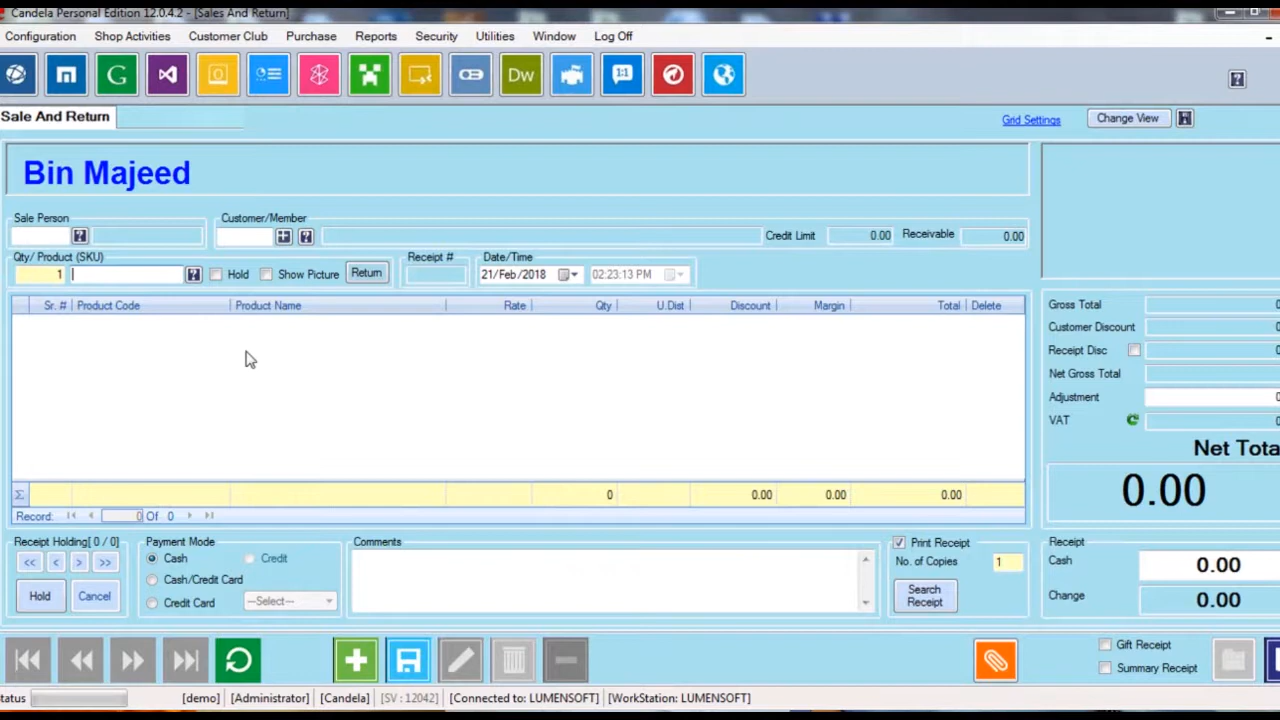 Candela Personal Edition 12.0.4.2 - [Sales And Return]
Configuration Shop Activities Customer Club Purchase Reports Security Utilities Window Log Off
G Dw 1:1 ?
Sale And Return Grid Settings Change View
Bin Majeed
Sale Person Customer/Member
? ? Credit Limit 0.00 Receivable 0.00
Qty/ Product (SKU) Receipt # Date/Time
1 ? Hold Show Picture Return 21/Feb/2018 02:23:13 PM
Sr. # Product Code Product Name Rate Qty U.Dist Discount Margin Total Delete
Σ 0 0.00 0.00 0.00
Record: 0 Of 0
Gross Total
Customer Discount
Receipt Disc
Net Gross Total
Adjustment
VAT
Net Tota
0.00
Receipt Holding[ 0 / 0] Payment Mode Comments Print Receipt Receipt
<< < > >> Cash Credit No. of Copies 1 Cash 0.00
Cash/Credit Card
Hold Cancel Credit Card ---Select--- Search Receipt Change 0.00
Gift Receipt
Summary Receipt
tatus [demo] [Administrator] [Candela] [SV : 12042] [Connected to: LUMENSOFT] [WorkStation: LUMENSOFT]